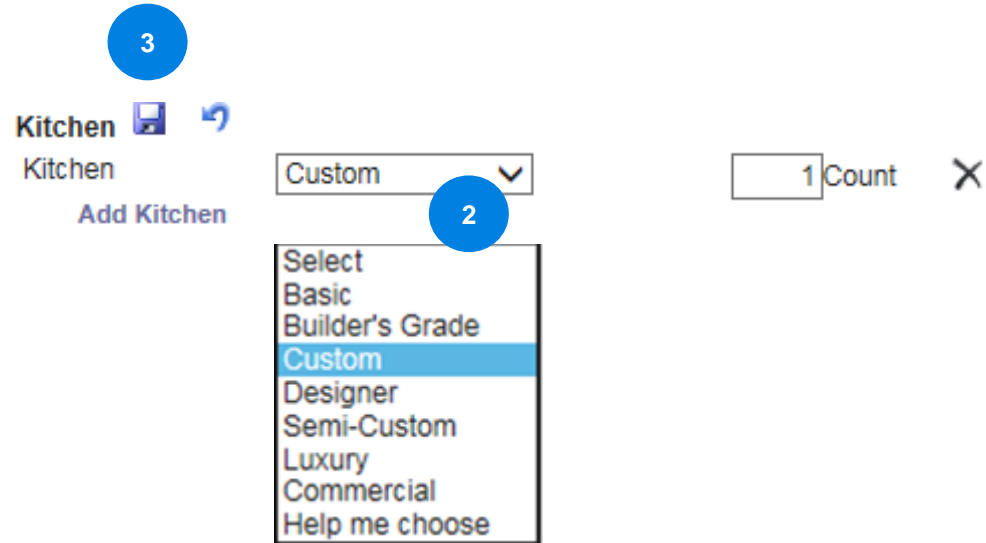 3
Kitchen
Kitchen Custom 1 Count
Add Kitchen
2
Select
Basic
Builder's Grade
Custom
Designer
Semi-Custom
Luxury
Commercial
Help me choose